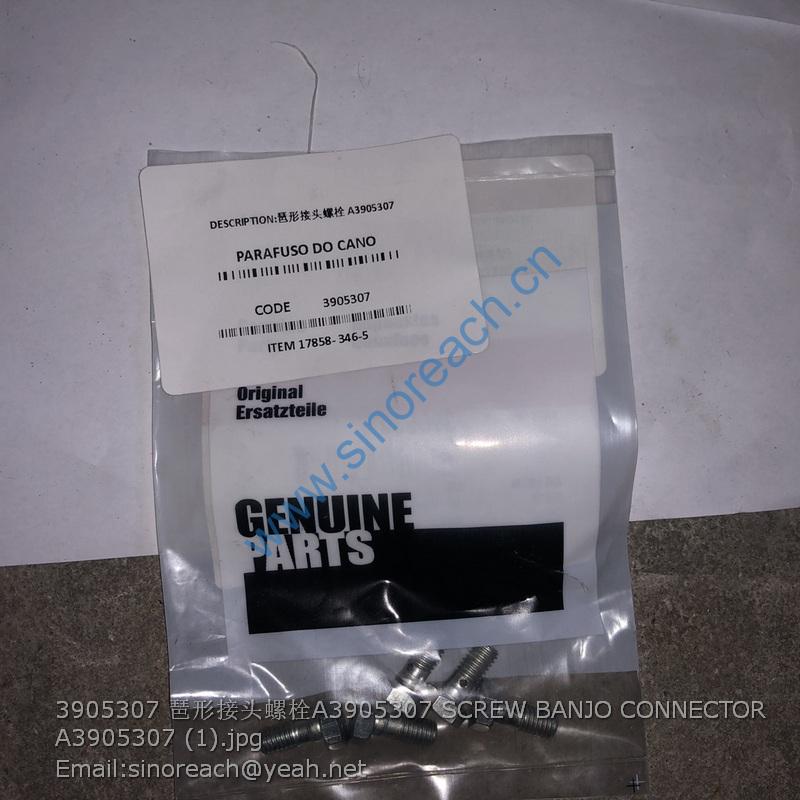 DESCRIPTION:琶形接头螺栓 A3905307
PARAFUSO DO CANO
CODE 3905307
ITEM 17858- 346-5
Original
Ersatzteile
GENUINE
PARTS
www.sinoreach.cn
3905307 琶形接头螺栓A3905307 SCREW BANJO CONNECTOR
A3905307 (1).jpg
Email:sinoreach@yeah.net